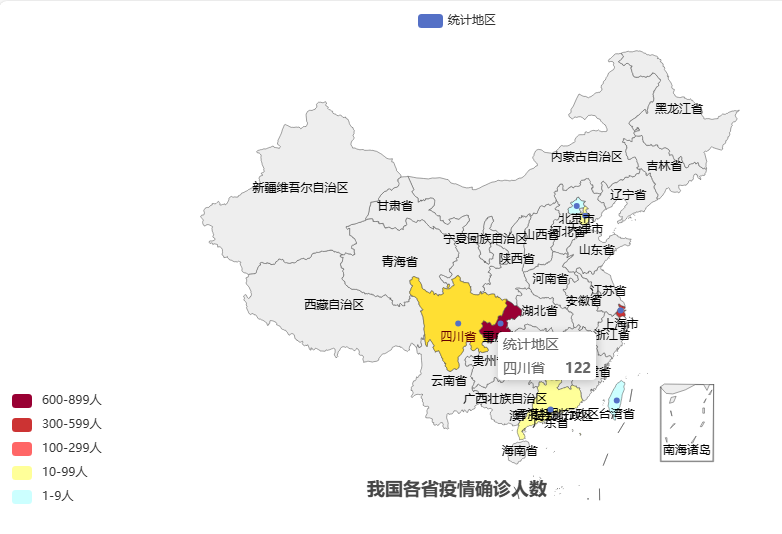 统计地区
黑龙江省
内蒙古自治区
吉林省
新疆维吾尔自治区
辽宁省
甘肃省
北京市
天津市
河北省
山西省
宁夏回族自治区
山东省
陕西省
青海省
河南省
江苏省
安徽省
西藏自治区
湖北省
上海市
四川省
浙江省
统计地区
四川省 122
贵州
云南省
广西壮族自治区
台湾省
海南省
南海诸岛
600-899人
300-599人
100-299人
10-99人
1-9人
我国各省疫情确诊人数